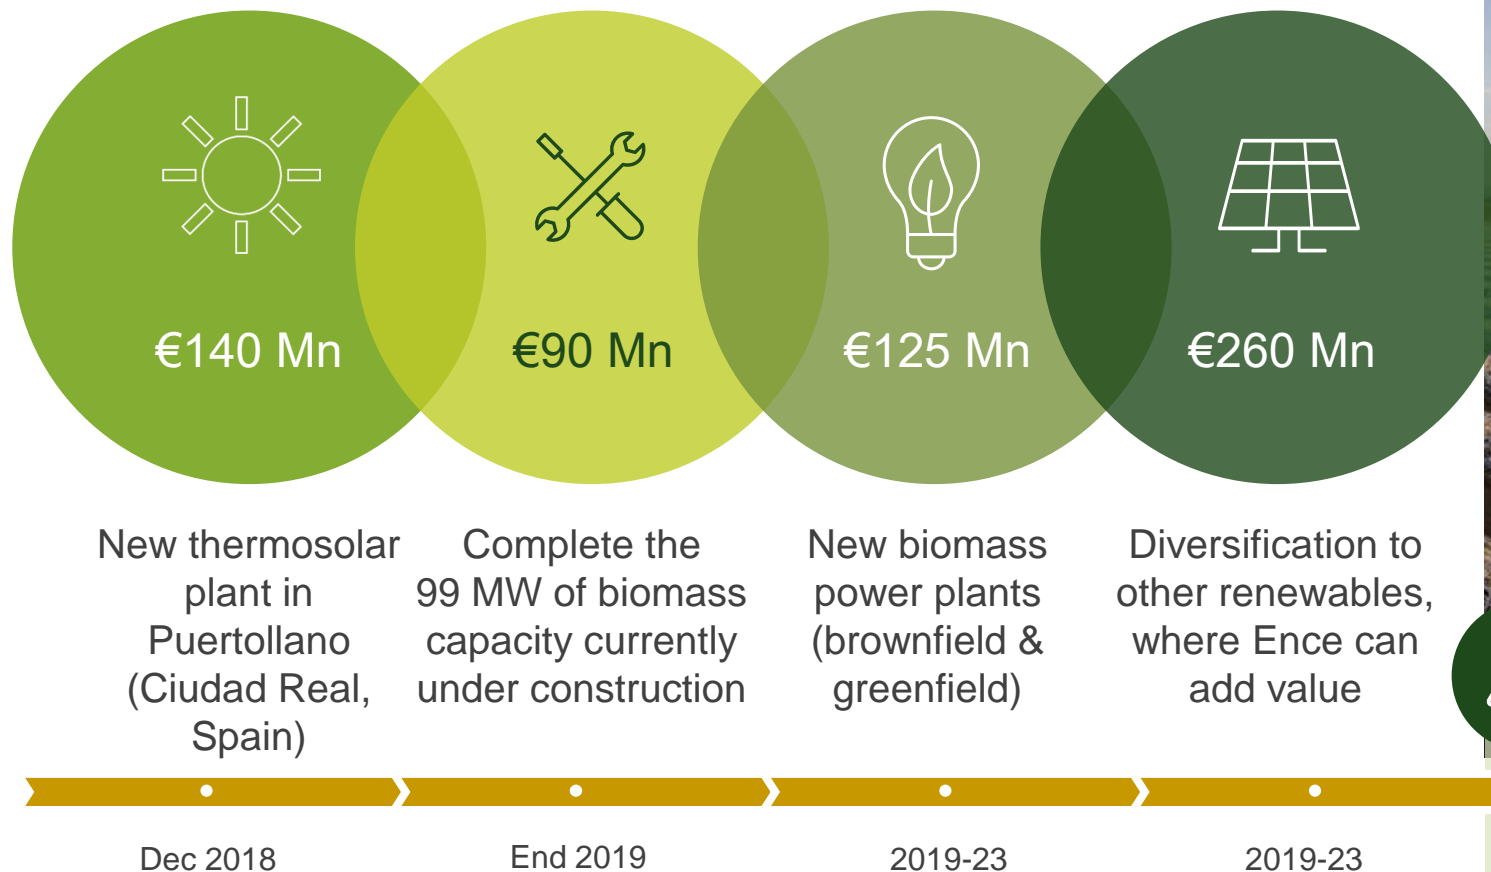 €140 Mn
€90 Mn
€125 Mn
€260 Mn
New thermosolar
plant in
Puertollano
(Ciudad Real,
Spain)
Complete the
99 MW of biomass
capacity currently
under construction
New biomass
power plants
(brownfield &
greenfield)
Diversification to
other renewables,
where Ence can
add value
Dec 2018
End 2019
2019-23
2019-23